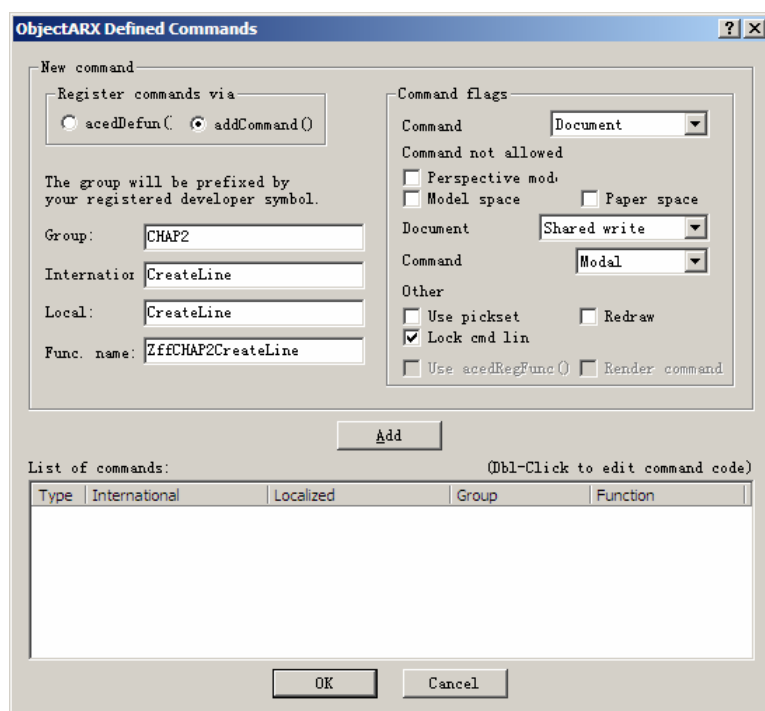 ObjectARX Defined Commands
New command
Register commands via
acedDefun(
addCommand()
The group will be prefixed by
your registered developer symbol.
Group:
CHAP2
Internation
CreateLine
Local:
CreateLine
Func. name:
ZffCHAP2CreateLine
Command flags
Command
Document
Command not allowed
Perspective mod
Model space
Paper space
Document
Shared write
Command
Modal
Other
Use pickset
Redraw
Lock cmd lin
Use acedRegFunc()
Render command
Add
List of commands:
(Dbl-Click to edit command code)
Type
International
Localized
Group
Function
OK
Cancel